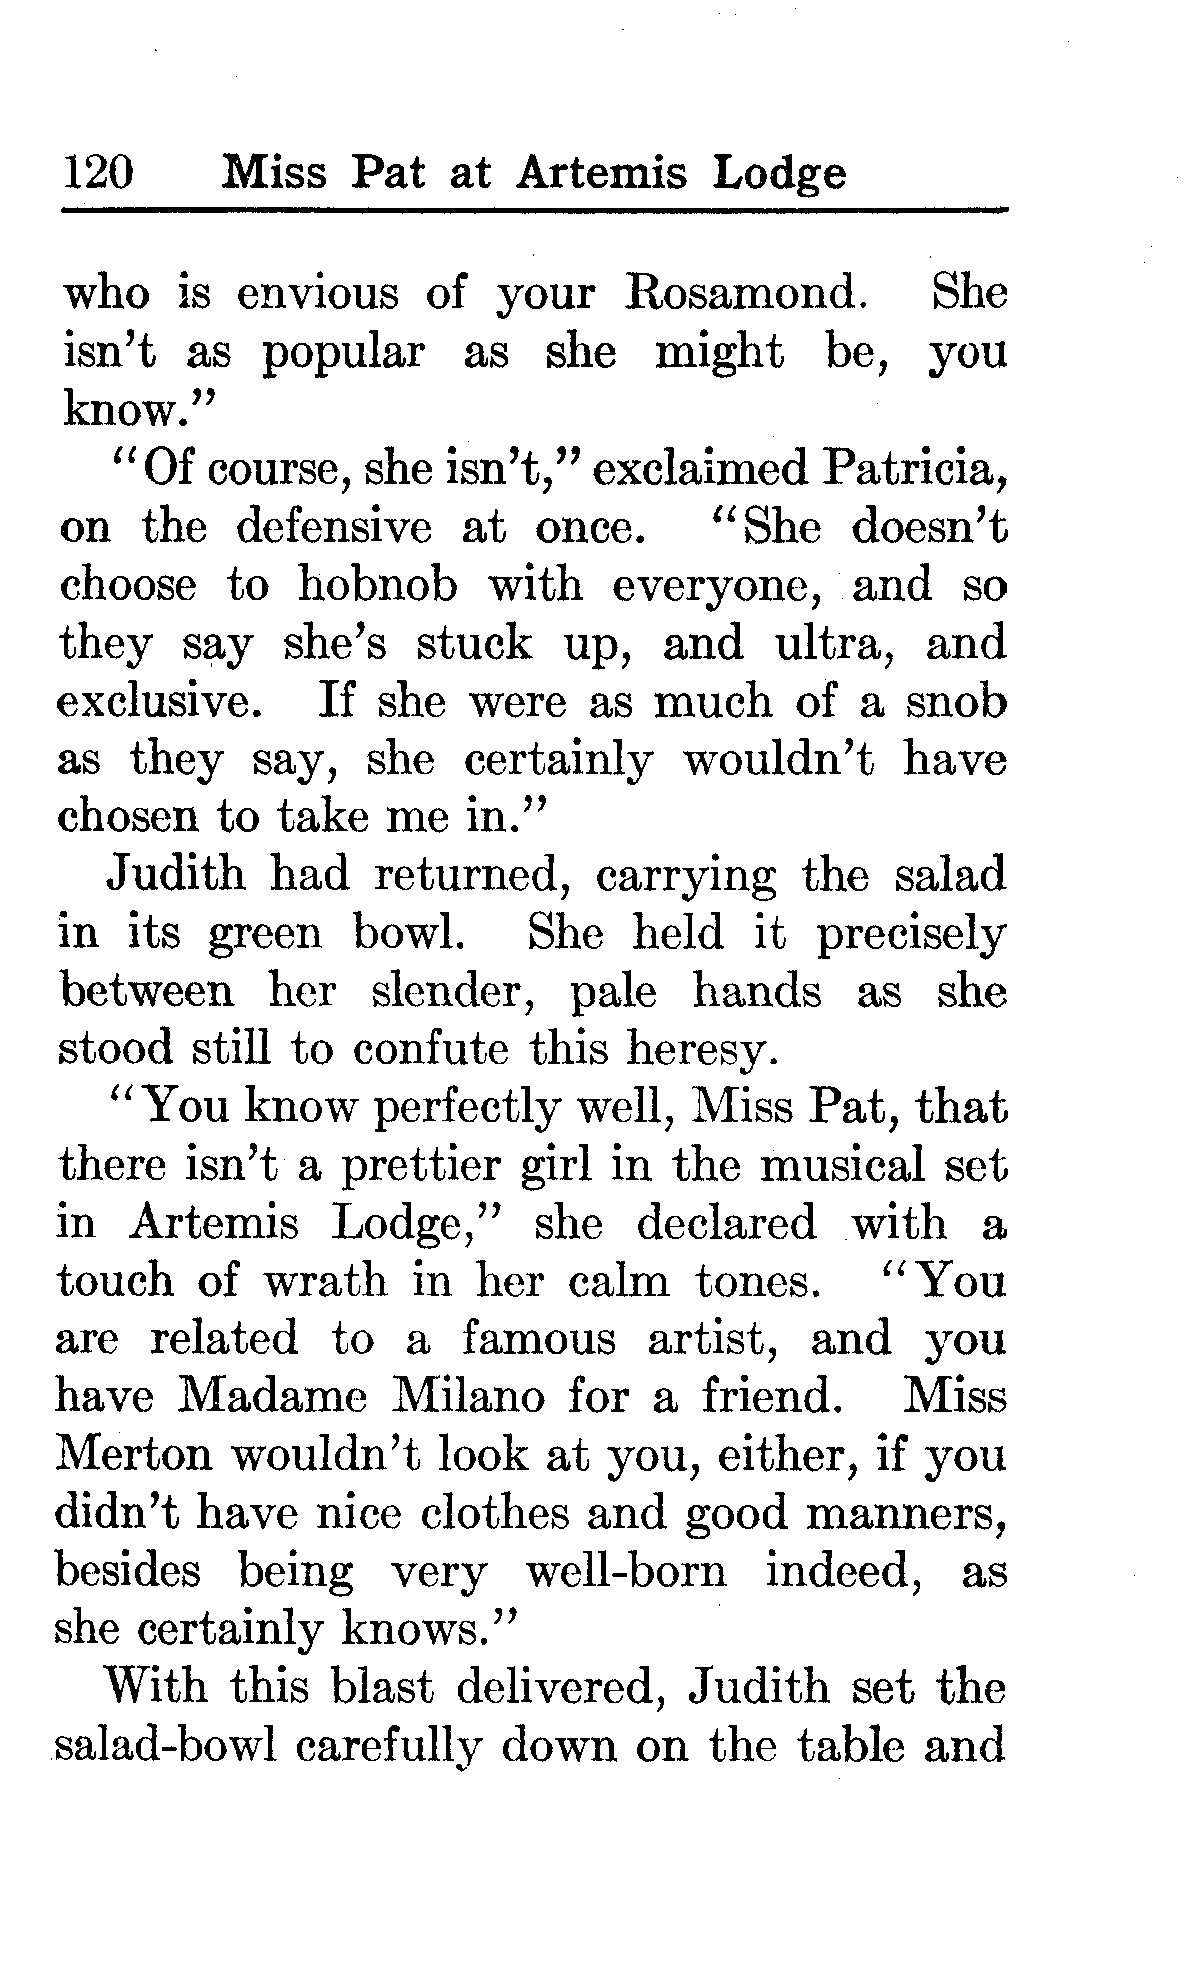 120 Miss Pat at Artemis Lodge
who is envious of your Rosamond. She
isn't as popular as she might be, you
know."
"Of course, she isn't," exclaimed Patricia,
on the defensive at once. "She doesn't
choose to hobnob with everyone, and so
they say she's stuck up, and ultra, and
exclusive. If she were as much of a snob
as they say, she certainly wouldn't have
chosen to take me in."
Judith had returned, carrying the salad
in its green bowl. She held it precisely
between her slender, pale hands as she
stood still to confute this heresy.
"You know perfectly well, Miss Pat, that
there isn't a prettier girl in the musical set
in Artemis Lodge," she declared with a
touch of wrath in her calm tones. "You
are related to a famous artist, and you
have Madame Milano for a friend. Miss
Merton wouldn't look at you, either, if you
didn't have nice clothes and good manners,
besides being very well-born indeed, as
she certainly knows."
With this blast delivered, Judith set the
salad-bowl carefully down on the table and